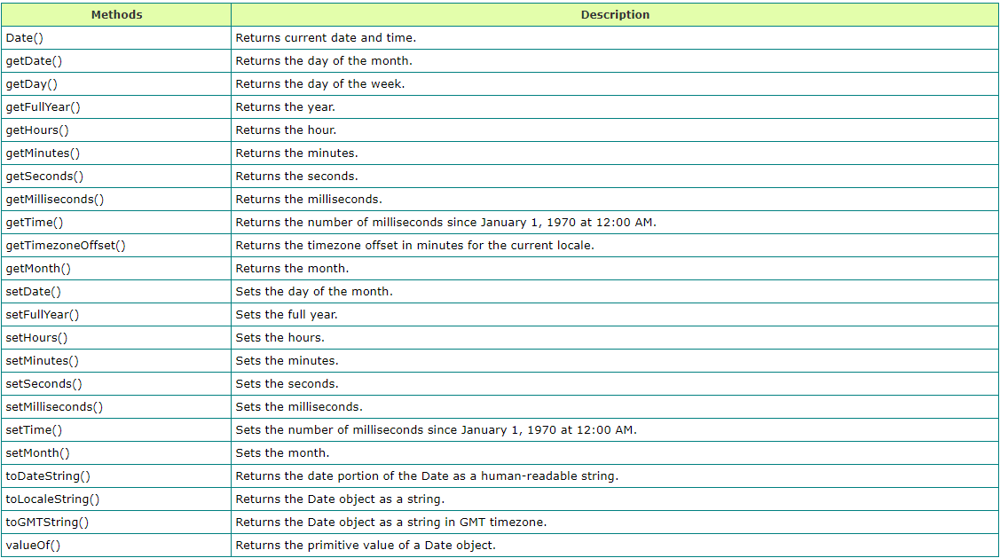 Methods Description
Date() Returns current date and time.
getDate() Returns the day of the month.
getDay() Returns the day of the week.
getFullYear() Returns the year.
getHours() Returns the hour.
getMinutes() Returns the minutes.
getSeconds() Returns the seconds.
getMilliseconds() Returns the milliseconds.
getTime() Returns the number of milliseconds since January 1, 1970 at 12:00 AM.
getTimezoneOffset() Returns the timezone offset in minutes for the current locale.
getMonth() Returns the month.
setDate() Sets the day of the month.
setFullYear() Sets the full year.
setHours() Sets the hours.
setMinutes() Sets the minutes.
setSeconds() Sets the seconds.
setMilliseconds() Sets the milliseconds.
setTime() Sets the number of milliseconds since January 1, 1970 at 12:00 AM.
setMonth() Sets the month.
toDateString() Returns the date portion of the Date as a human-readable string.
toLocaleString() Returns the Date object as a string.
toGMTString() Returns the Date object as a string in GMT timezone.
valueOf() Returns the primitive value of a Date object.